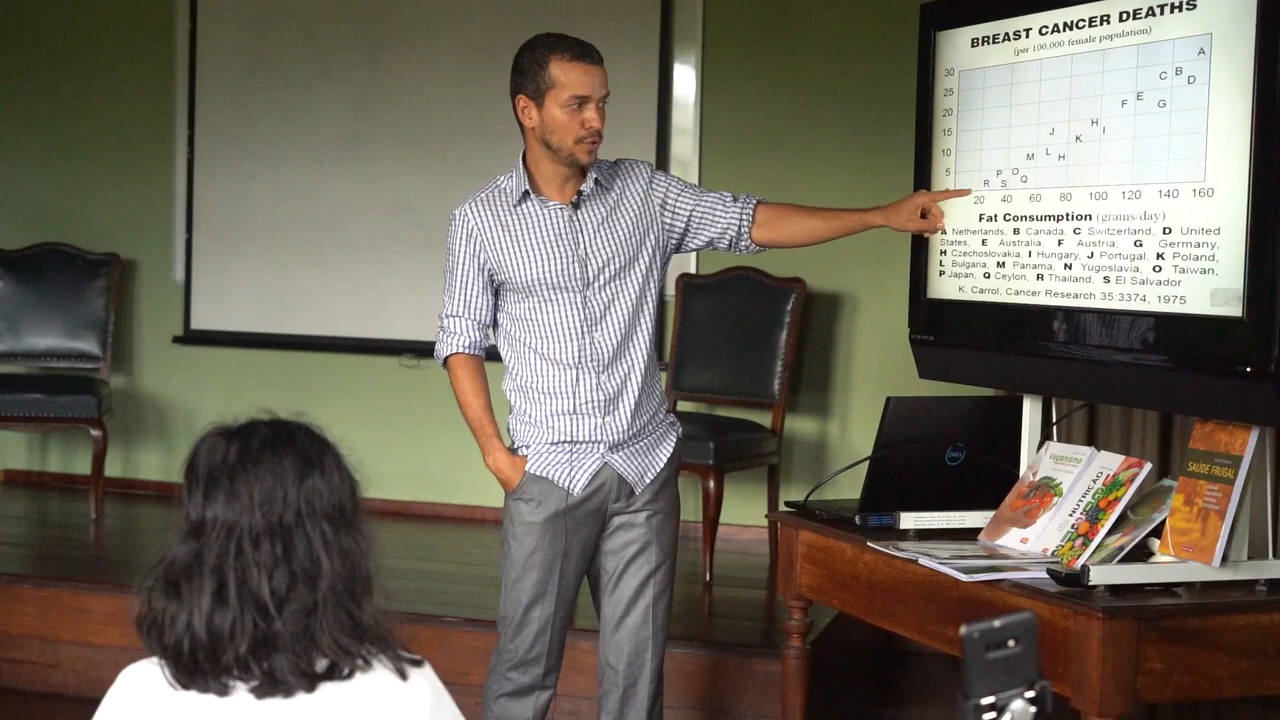 BREAST CANCER DEATHS
(per 100,000 female population)
A
30
C B D
25
F E G
20
H
J I
15
K
M L H
10
P O
5
R S Q
20 40 60 80 100 120 140 160
Fat Consumption (grams/day)
A Netherlands, B Canada, C Switzerland, D United
States, E Australia, F Austria, G Germany,
H Czechoslovakia, I Hungary, J Portugal, K Poland,
L Bulgaria, M Panama, N Yugoslavia, O Taiwan,
P Japan, Q Ceylon, R Thailand, S El Salvador
K. Carrol, Cancer Research 35:3374, 1975
DELL
Veganismo
NUTRIÇÃO
SAÚDE FRUGAL